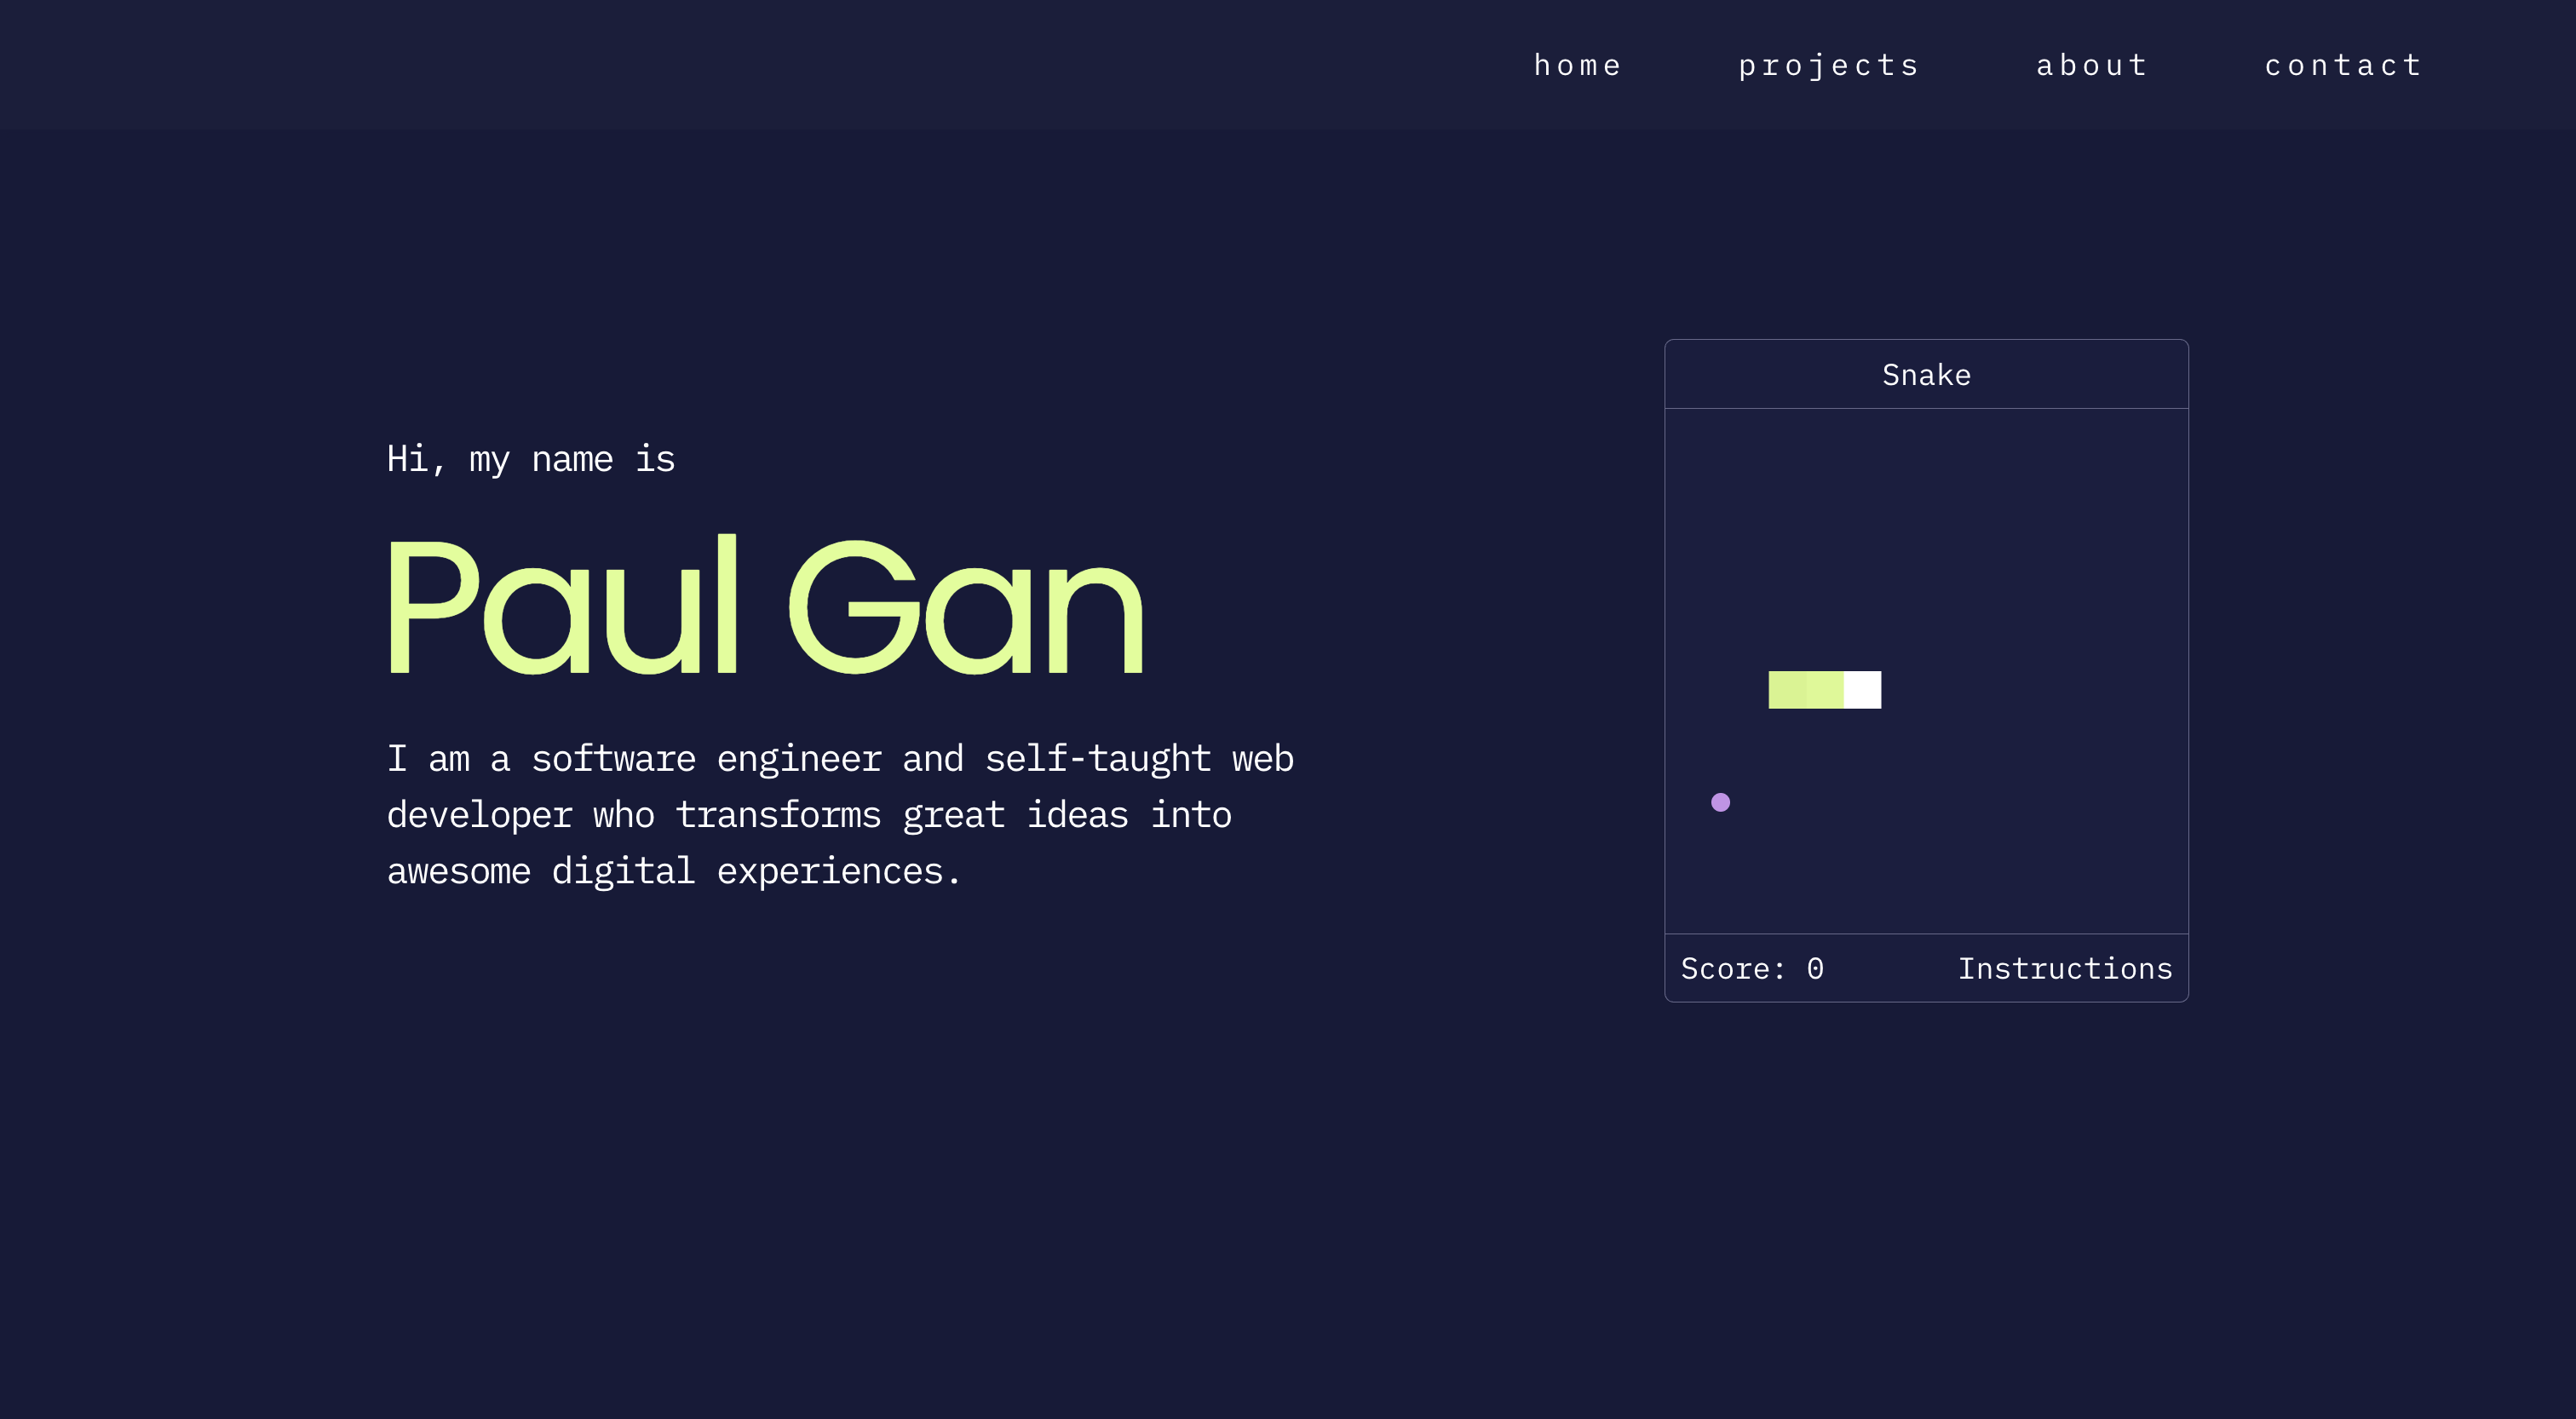 home projects about contact
Hi, my name is
Paul Gan
I am a software engineer and self-taught web
developer who transforms great ideas into
awesome digital experiences.
Snake
Score: 0 Instructions